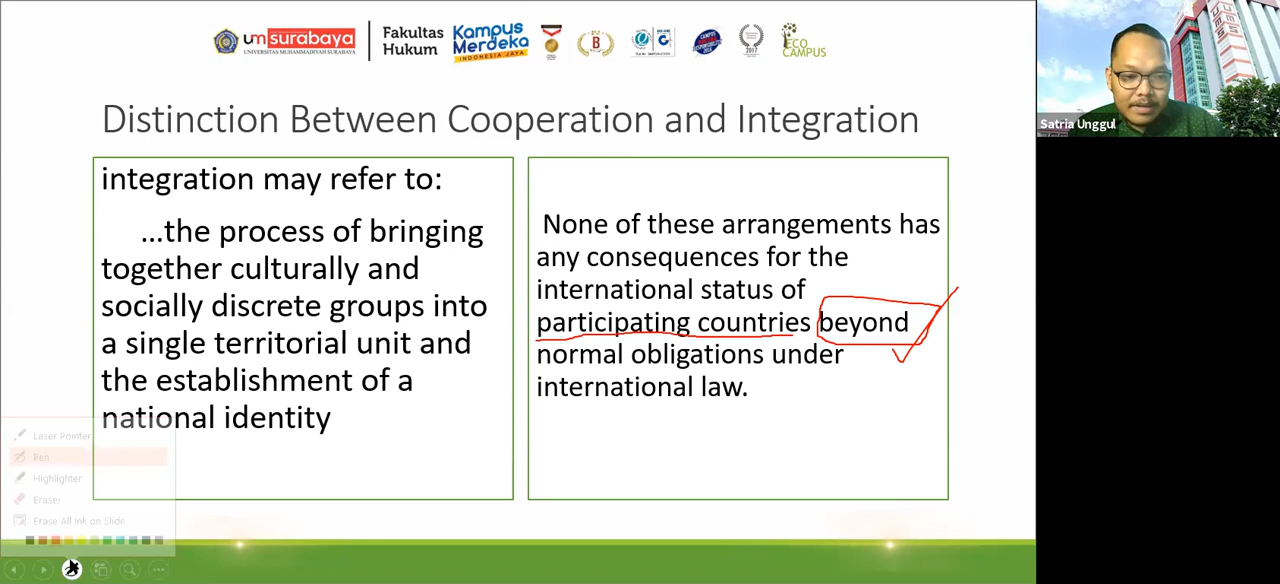 um surabaya
UNIVERSITAS MUHAMMADIYAH SURABAYA
Fakultas
Hukum
Kampus
Merdeka
INDONESIA JAYA
B
2017
ECO
CAMPUS
Distinction Between Cooperation and Integration
integration may refer to:
...the process of bringing
together culturally and
socially discrete groups into
a single territorial unit and
the establishment of a
national identity
None of these arrangements has
any consequences for the
international status of
participating countries beyond
normal obligations under
international law.
Satria Unggul
Laser Pointer
Pen
Highlighter
Eraser
Erase All Ink on Slide